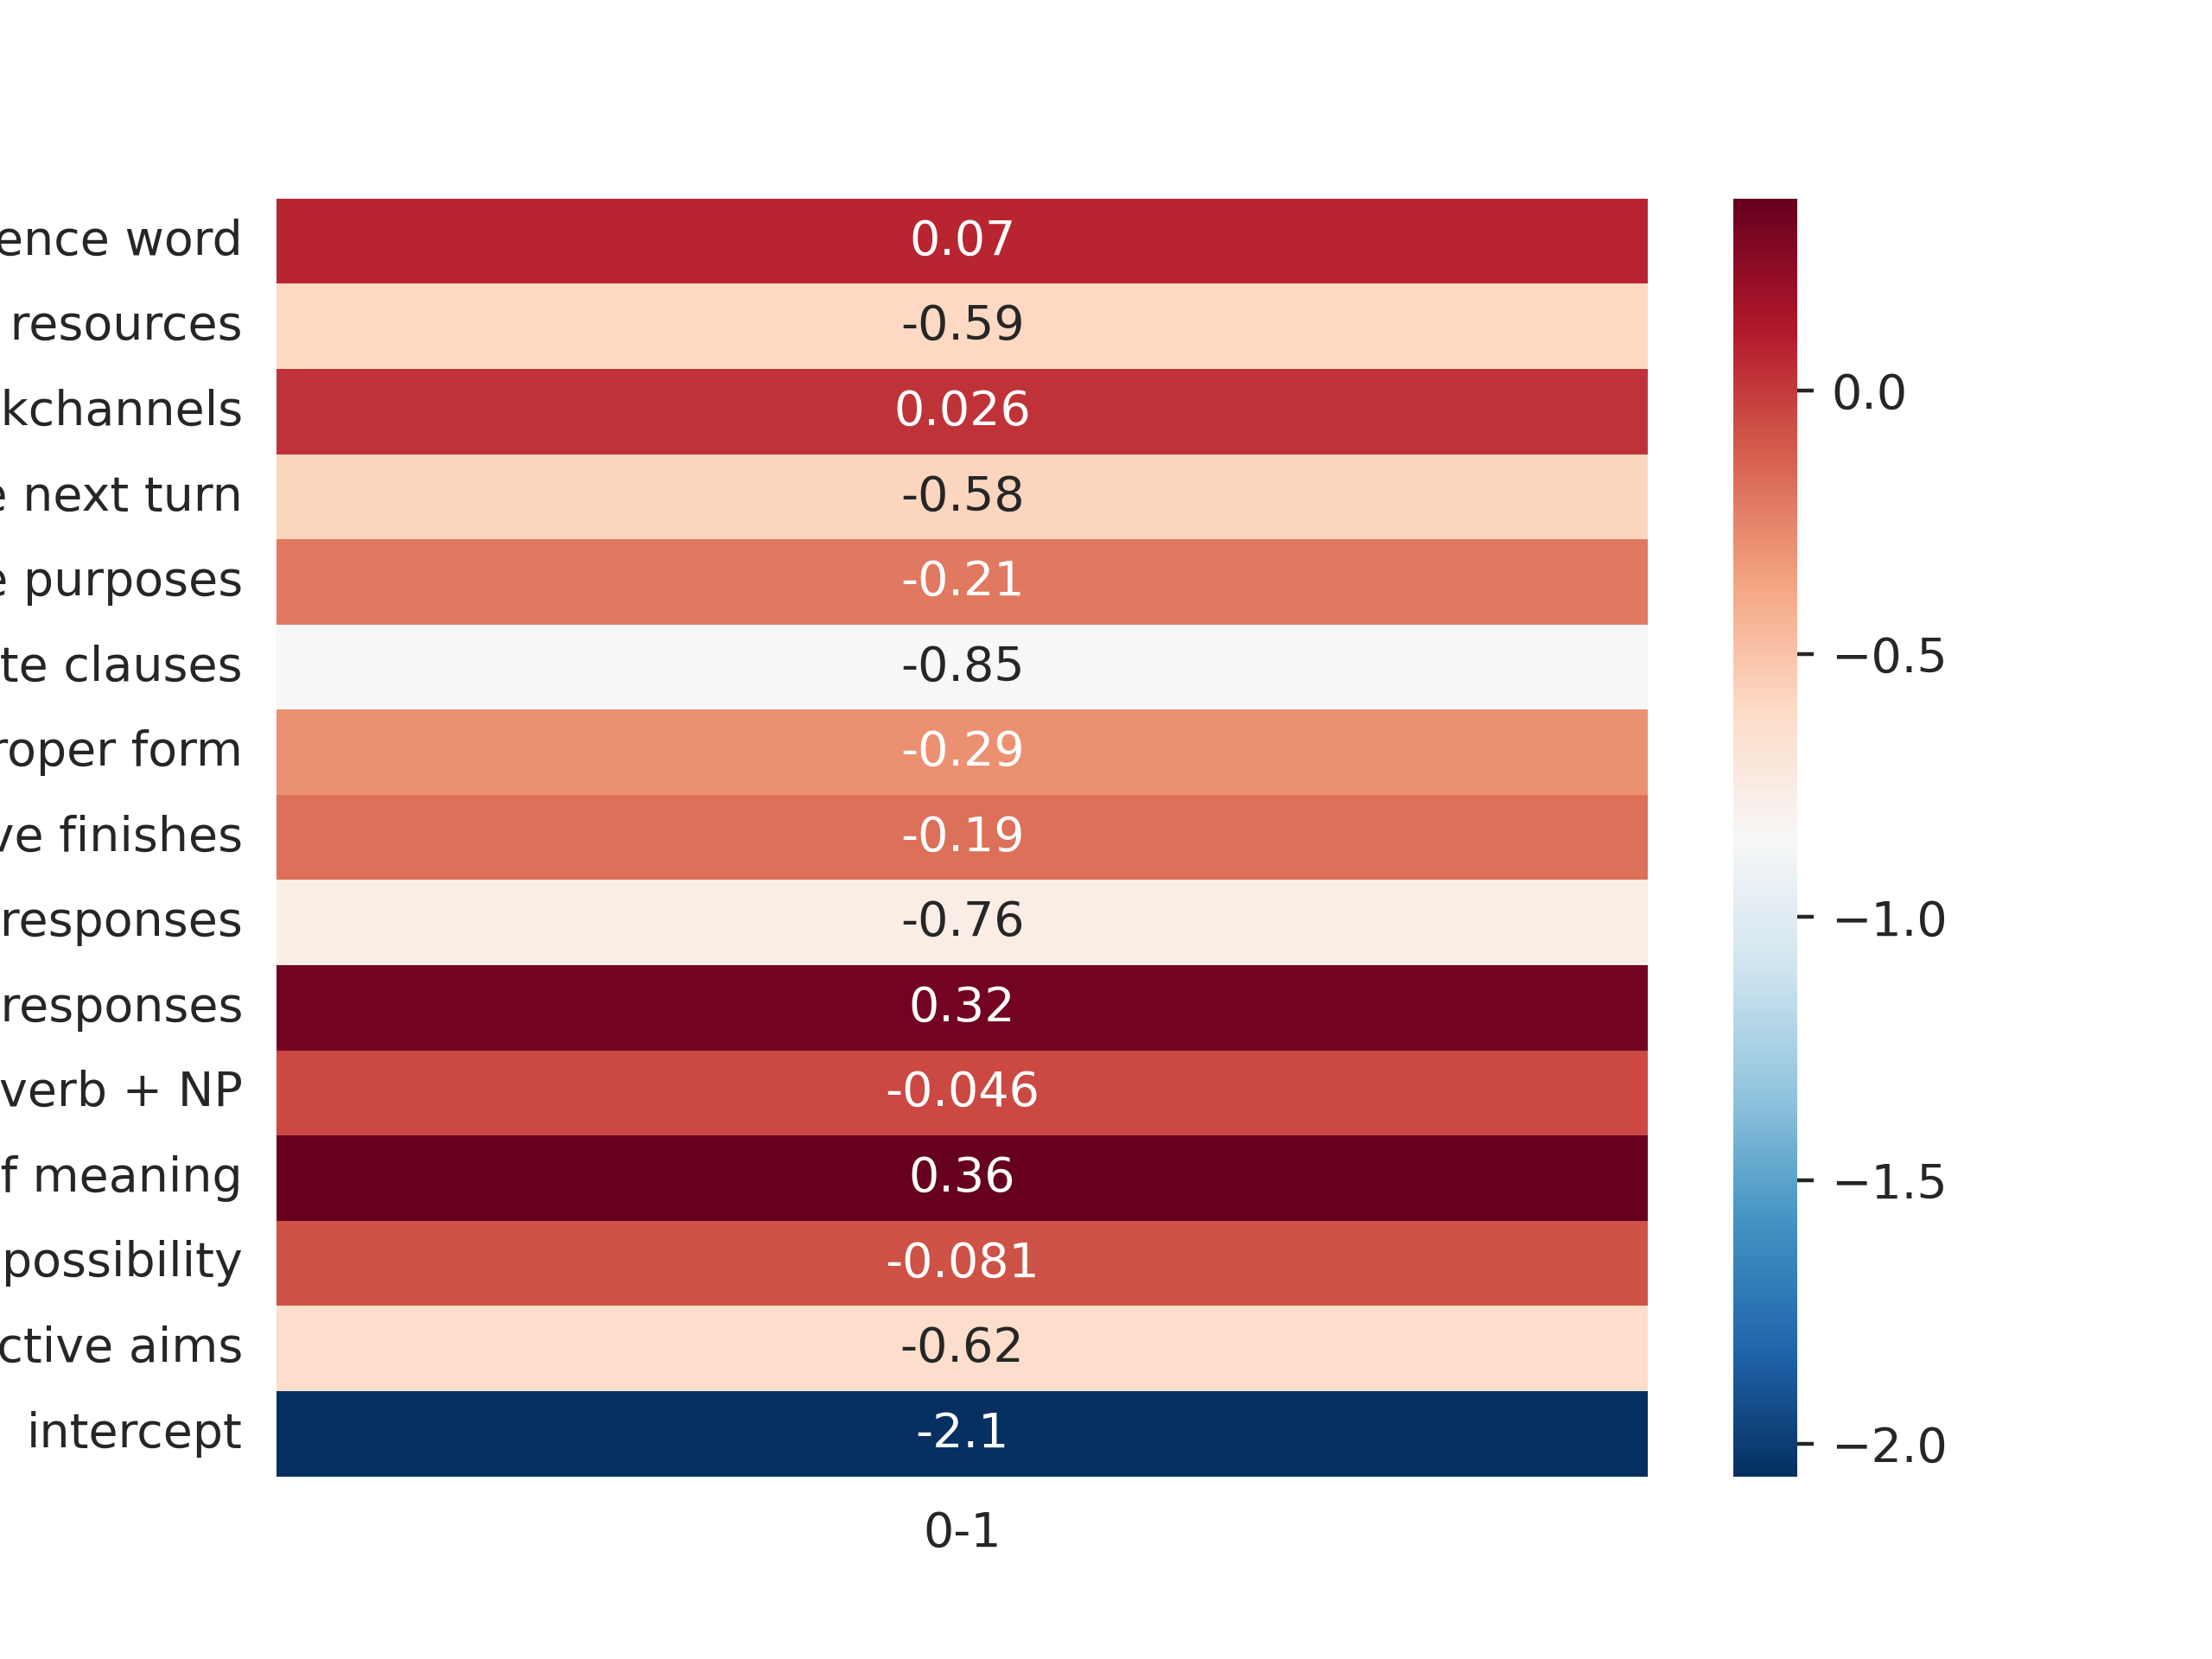 ence word 0.07
resources -0.59
kchannels 0.026 0.0
e next turn -0.58
e purposes -0.21
te clauses -0.85 −0.5
roper form -0.29
ve finishes -0.19
responses -0.76 −1.0
responses 0.32
verb + NP -0.046
f meaning 0.36 −1.5
possibility -0.081
ctive aims -0.62
intercept -2.1 −2.0
0-1